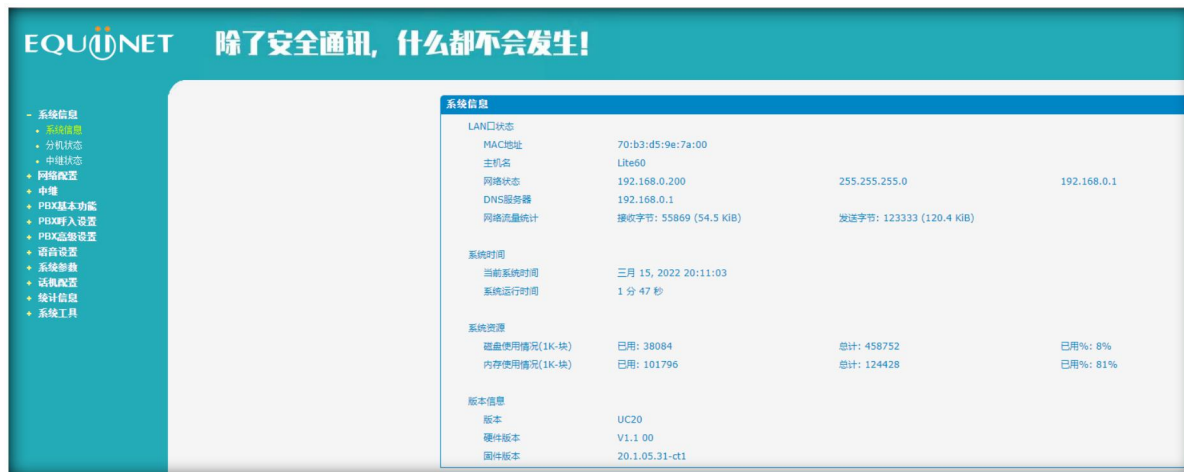 EQUiiNET 除了安全通讯，什么都不会发生！
- 系统信息
• 系统信息
• 分机状态
• 中继状态
+ 网络配置
+ 中继
+ PBX基本功能
+ PBX呼入设置
+ PBX高级设置
+ 语音设置
+ 系统参数
+ 话机配置
+ 统计信息
+ 系统工具
系统信息
LAN口状态
MAC地址 70:b3:d5:9e:7a:00
主机名 Lite60
网络状态 192.168.0.200 255.255.255.0 192.168.0.1
DNS服务器 192.168.0.1
网络流量统计 接收字节: 55869 (54.5 KiB) 发送字节: 123333 (120.4 KiB)
系统时间
当前系统时间 三月 15, 2022 20:11:03
系统运行时间 1 分 47 秒
系统资源
磁盘使用情况(1K-块) 已用: 38084 总计: 458752 已用%: 8%
内存使用情况(1K-块) 已用: 101796 总计: 124428 已用%: 81%
版本信息
版本 UC20
硬件版本 V1.1 00
固件版本 20.1.05.31-ct1